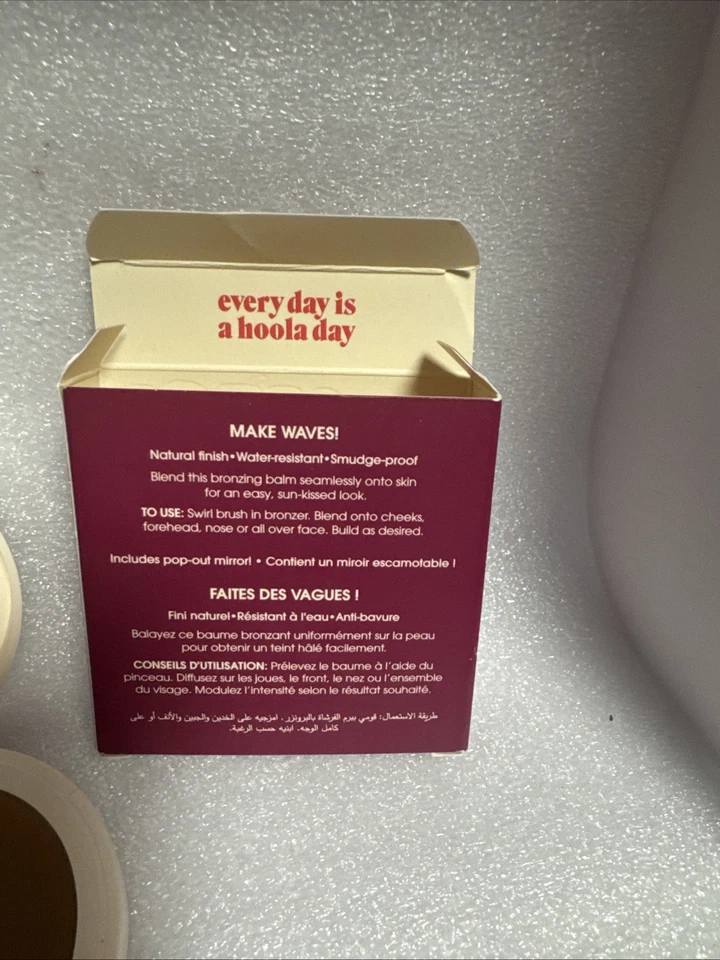 every day is
a hoola day
MAKE WAVES!
Natural finish•Water-resistant•Smudge-proof
Blend this bronzing balm seamlessly onto skin
for an easy, sun-kissed look.
TO USE: Swirl brush in bronzer. Blend onto cheeks,
forehead, nose or all over face. Build as desired.
Includes pop-out mirror! • Contient un miroir escamotable !
FAITES DES VAGUES !
Fini naturel•Résistant à l'eau•Anti-bavure
Balayez ce baume bronzant uniformément sur la peau
pour obtenir un teint hâlé facilement.
CONSEILS D'UTILISATION: Prélevez le baume à l'aide du
pinceau. Diffusez sur les joues, le front, le nez ou l'ensemble
du visage. Modulez l'intensité selon le résultat souhaité.
طريقة الاستعمال: قومي ببرم الفرشاة بالبرونزر. امزجيه على الخدين والجبين والألف أو على
كامل الوجه. ابنيه حسب الرغبة.